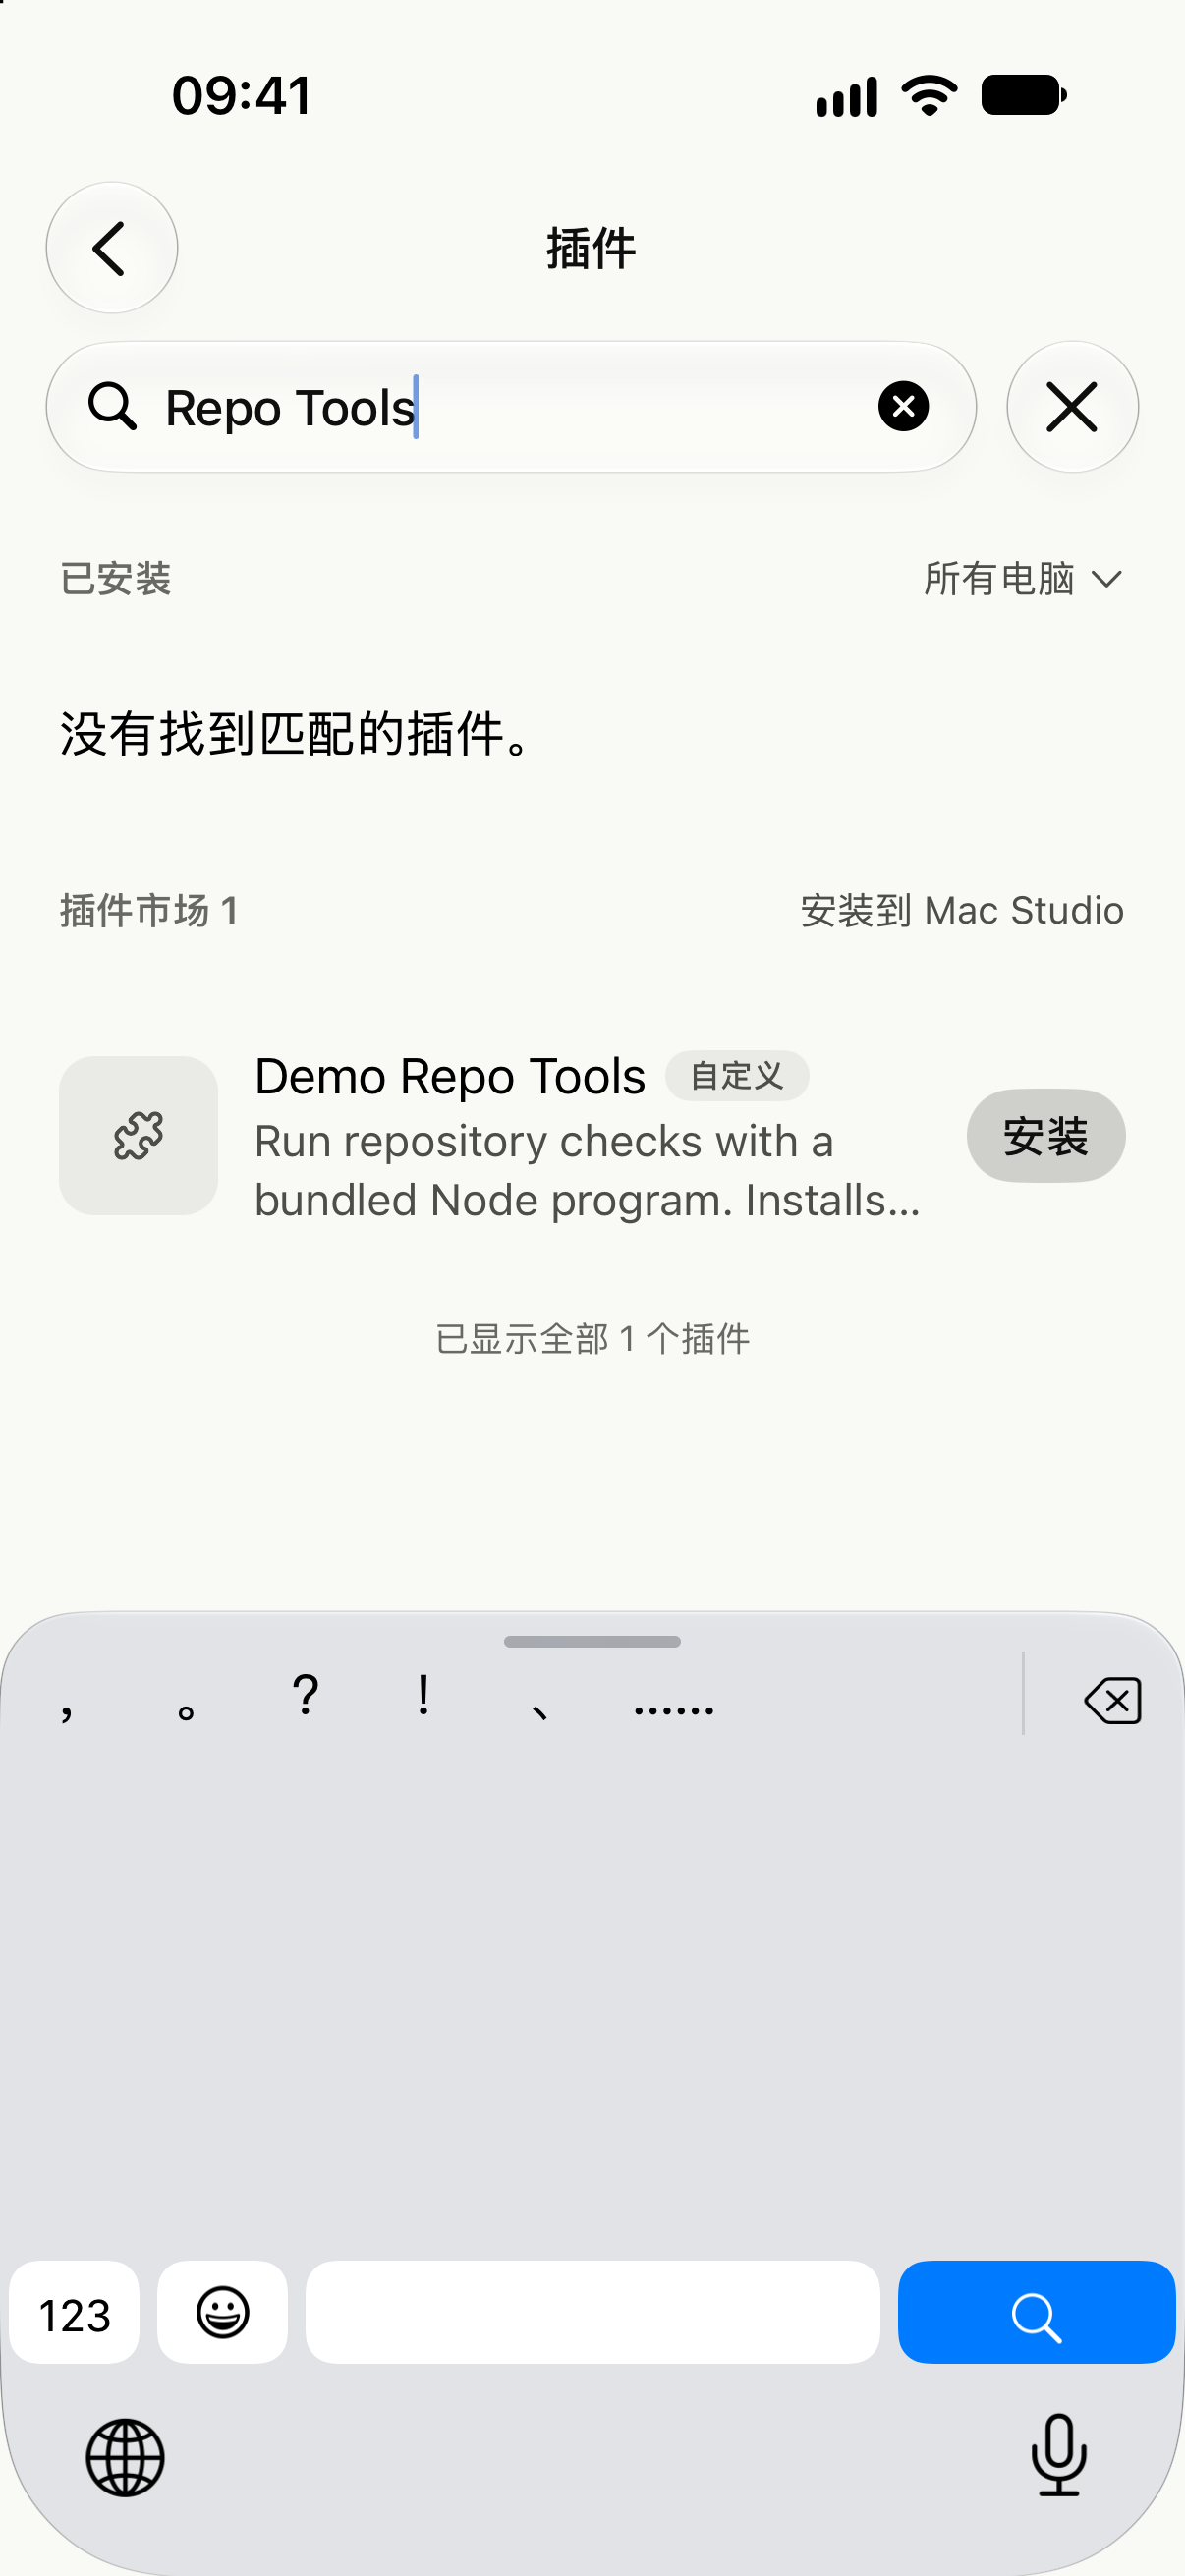 09:41
插件
Repo Tools
已安装
所有电脑
没有找到匹配的插件。
插件市场 1
安装到 Mac Studio
Demo Repo Tools
自定义
Run repository checks with a
bundled Node program. Installs...
安装
已显示全部 1 个插件
， 。 ? ! 、 ……
123